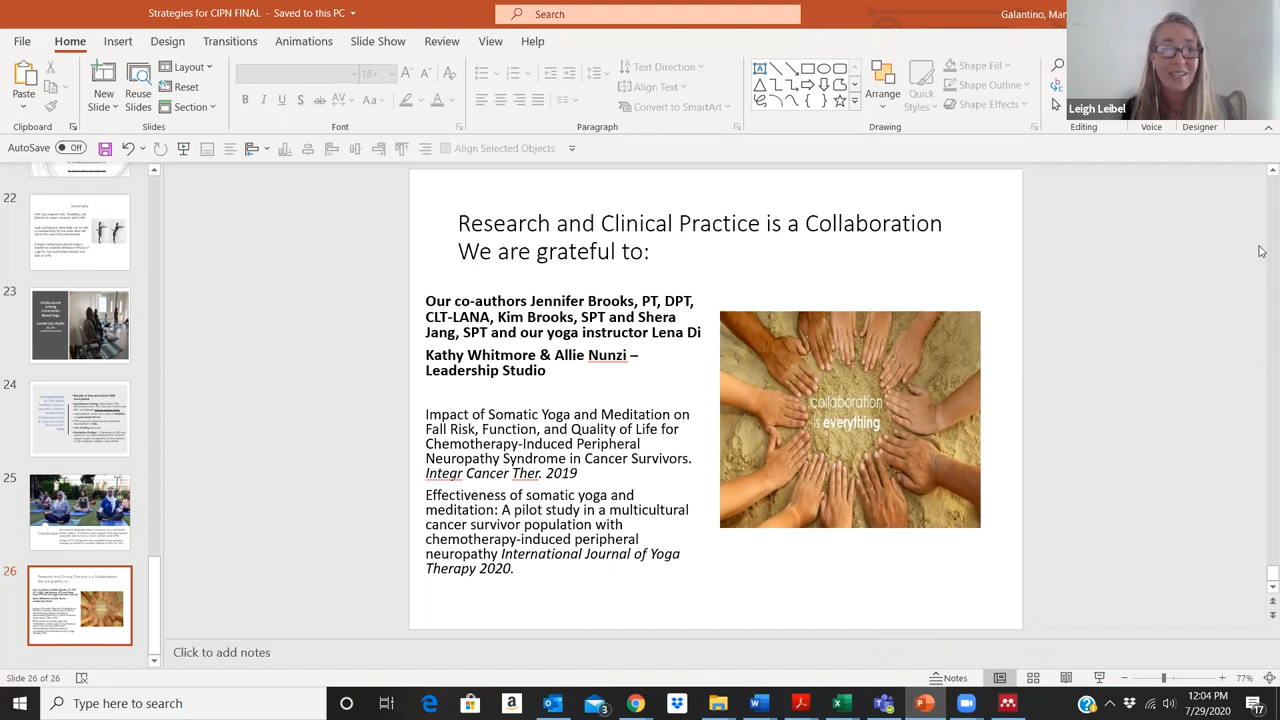 Strategies for CIPN FINAL - Saved to this PC
Search
Galantino, Mar
File Home Insert Design Transitions Animations Slide Show Review View Help
Paste
New Slide
Reuse Slides
Layout
Reset
Section
18+
Text Direction
Align Text
Convert to SmartArt
Arrange
Quick Styles
Shape Fill
Shape Outline
Shape Effects
Leigh Leibel
Clipboard Slides Font Paragraph Drawing Editing Voice Designer
AutoSave Off
Align Selected Objects
22
Summary
23
24
25
26
Research and Clinical Practice is a Collaboration
We are grateful to:
Our co-authors Jennifer Brooks, PT, DPT,
CLT-LANA, Kim Brooks, SPT and Shera
Jang, SPT and our yoga instructor Lena Di
Kathy Whitmore & Allie Nunzi –
Leadership Studio
Impact of Somatic Yoga and Meditation on
Fall Risk, Function, and Quality of Life for
Chemotherapy-Induced Peripheral
Neuropathy Syndrome in Cancer Survivors.
Integr Cancer Ther. 2019
Effectiveness of somatic yoga and
meditation: A pilot study in a multicultural
cancer survivor population with
chemotherapy-induced peripheral
neuropathy International Journal of Yoga
Therapy 2020.
collaboration
is everything
Click to add notes
Slide 26 of 26
Notes
77%
Type here to search
3
12:04 PM
7/29/2020
17